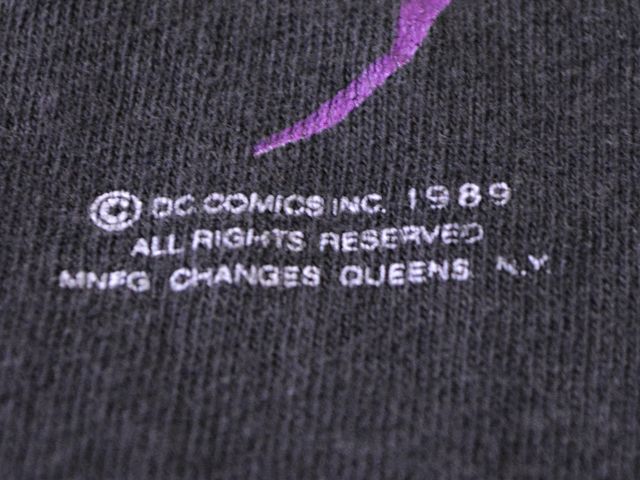 © DC COMICS INC. 1989
ALL RIGHTS RESERVED
MNFG CHANGES QUEENS N.Y.